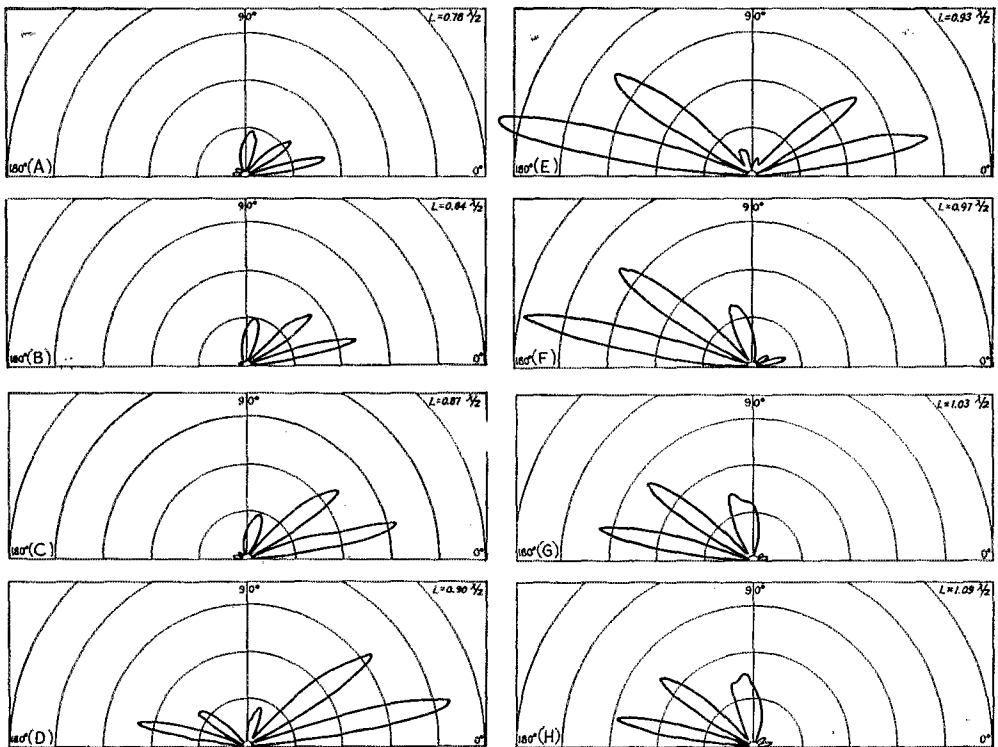 90°
L=0.78 λ/2
180° (A)
0°
90°
L=0.84 λ/2
180° (B)
0°
90°
L=0.87 λ/2
180° (C)
0°
90°
L=0.90 λ/2
180° (D)
0°
90°
L=0.93 λ/2
180° (E)
0°
90°
L=0.97 λ/2
180° (F)
0°
90°
L=1.03 λ/2
180° (G)
0°
90°
L=1.09 λ/2
180° (H)
0°